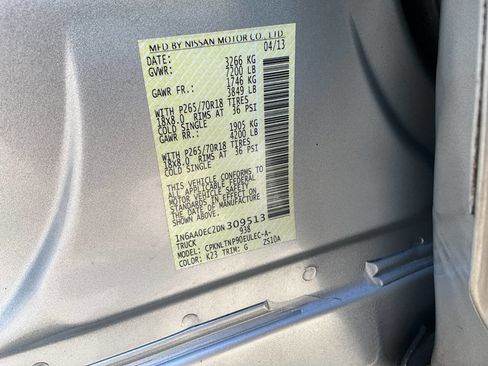 MFD BY NISSAN MOTOR CO., LTD.
DATE: 04/13
GVWR: 3266 KG
7200 LB
GAWR FR.: 1746 KG
3849 LB
WITH P265/70R18 TIRES
18X8.0 RIMS AT 36 PSI
COLD SINGLE
GAWR RR.: 1905 KG
4200 LB
WITH P265/70R18 TIRES
18X8.0 RIMS AT 36 PSI
COLD SINGLE
THIS VEHICLE CONFORMS TO
ALL APPLICABLE FEDERAL
MOTOR VEHICLE SAFETY
STANDARDS IN EFFECT ON
THE DATE OF MANUFACTURE
SHOWN ABOVE.
1N6AA0EC2DN309513
TRUCK 938
MODEL: CPKNLTNP90EULEC-A-
COLOR: K23 TRIM: G ZS10A